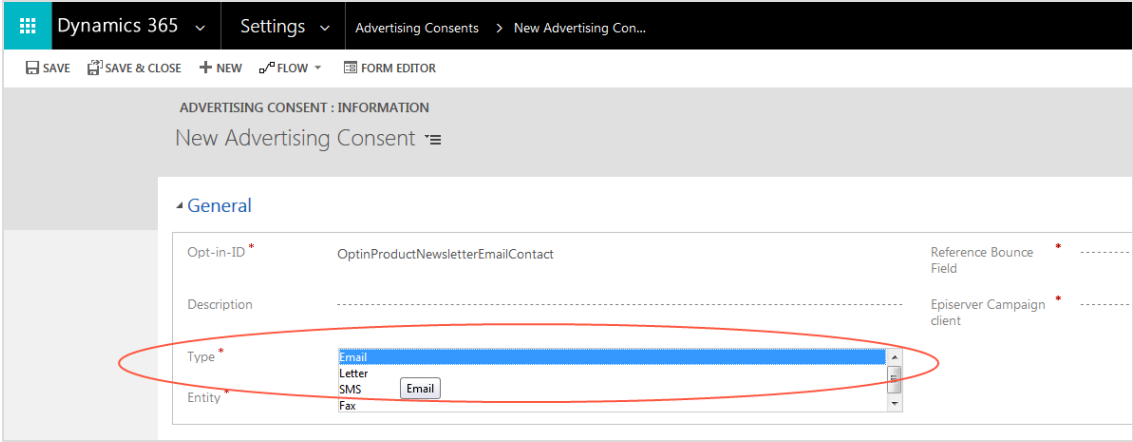 Dynamics 365 Settings Advertising Consents > New Advertising Con...
SAVE SAVE & CLOSE NEW FLOW FORM EDITOR
ADVERTISING CONSENT : INFORMATION
New Advertising Consent
General
Opt-in-ID * OptinProductNewsletterEmailContact
Reference Bounce *
Field
Description
Episerver Campaign *
client
Type * Email
Letter
SMS Email
Entity *
Fax